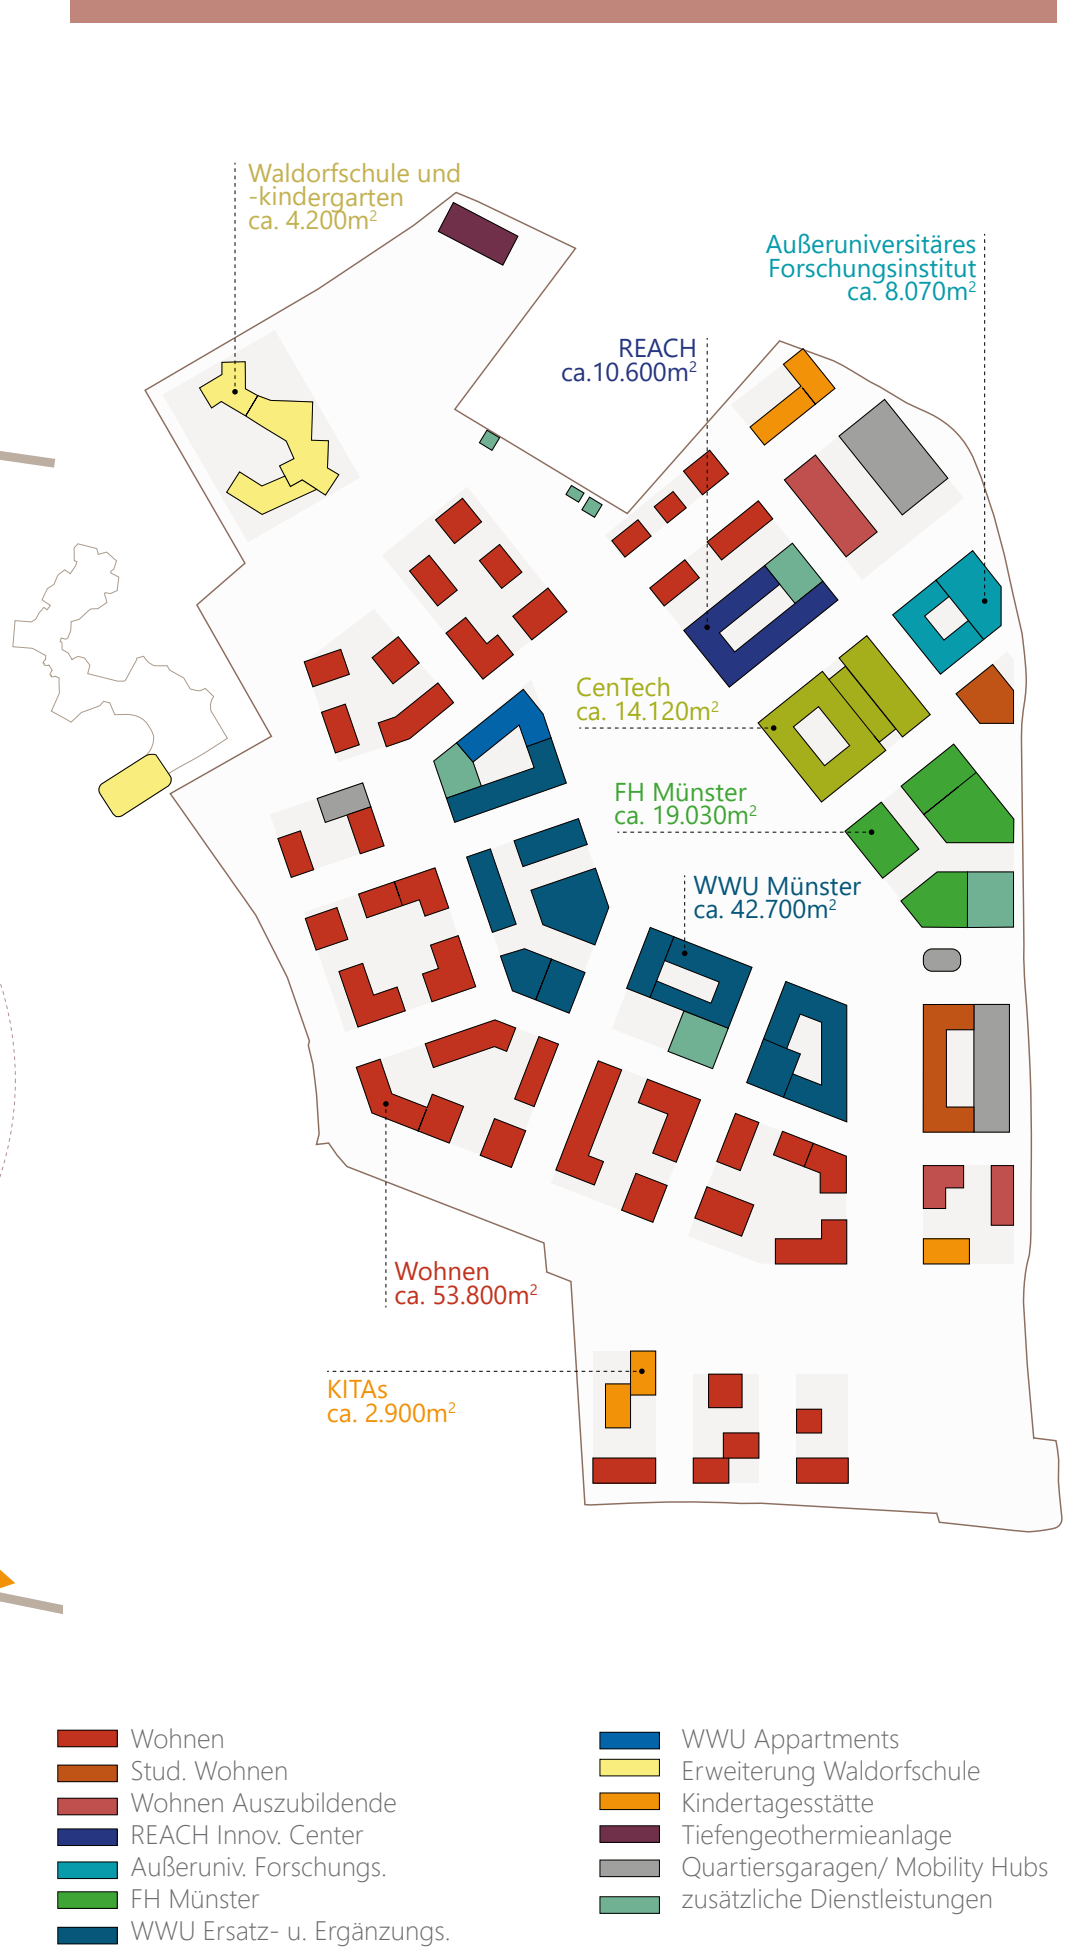 Waldorfschule und
-kindergarten
ca. 4.200m²
Außeruniversitäres
Forschungsinstitut
ca. 8.070m²
REACH
ca.10.600m²
CenTech
ca. 14.120m²
FH Münster
ca. 19.030m²
WWU Münster
ca. 42.700m²
Wohnen
ca. 53.800m²
KITAs
ca. 2.900m²
Wohnen
Stud. Wohnen
Wohnen Auszubildende
REACH Innov. Center
Außeruniv. Forschungs.
FH Münster
WWU Ersatz- u. Ergänzungs.
WWU Appartments
Erweiterung Waldorfschule
Kindertagesstätte
Tiefengeothermieanlage
Quartiersgaragen/ Mobility Hubs
zusätzliche Dienstleistungen